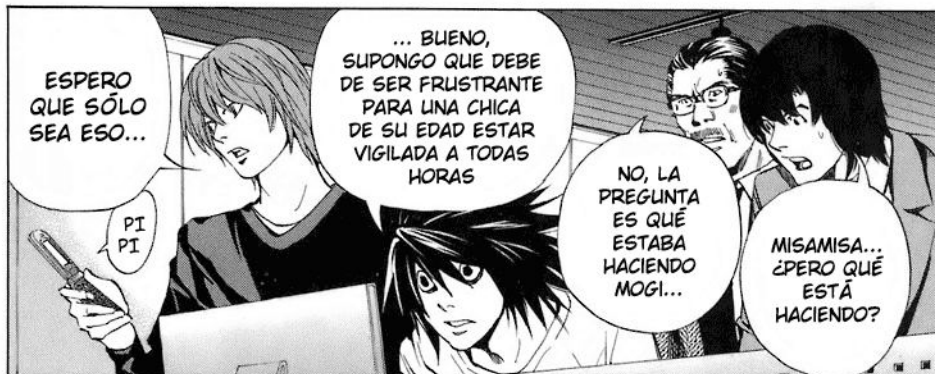 MISAMISA...
¿PERO QUÉ
ESTÁ
HACIENDO?
NO, LA
PREGUNTA
ES QUÉ
ESTABA
HACIENDO
MOGI...
... BUENO,
SUPONGO QUE DEBE
DE SER FRUSTRANTE
PARA UNA CHICA
DE SU EDAD ESTAR
VIGILADA A TODAS
HORAS
ESPERO
QUE SÓLO
SEA ESO...
PI
PI